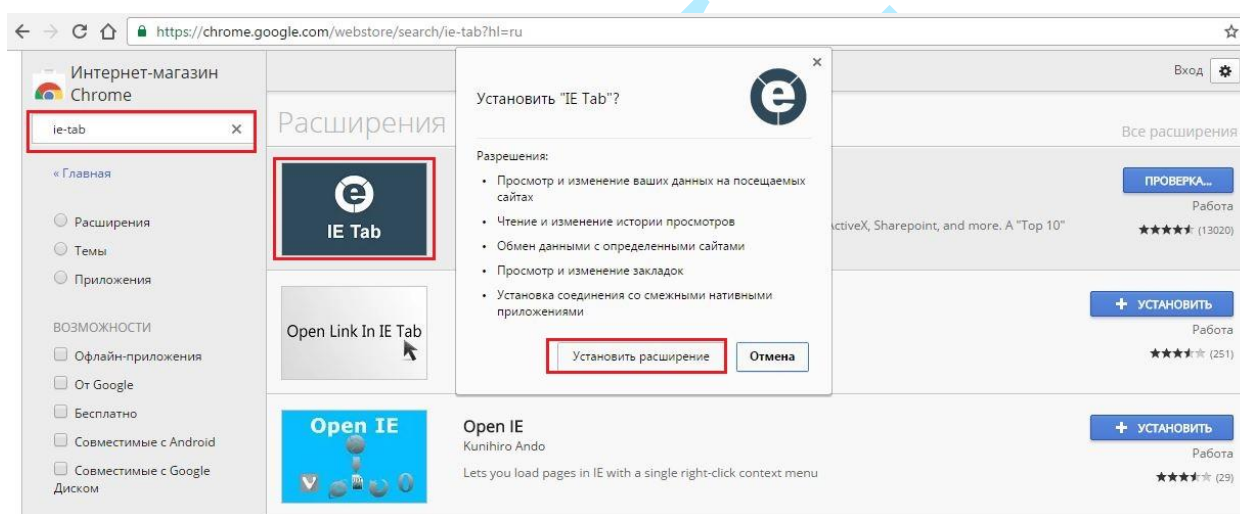 https://chrome.google.com/webstore/search/ie-tab?hl=ru
Интернет-магазин
Chrome
Вход
ie-tab
Расширения
Все расширения
« Главная
Расширения
Темы
Приложения
ВОЗМОЖНОСТИ
Офлайн-приложения
От Google
Бесплатно
Совместимые с Android
Совместимые с Google
Диском
IE Tab
Установить "IE Tab"?
Разрешения:
• Просмотр и изменение ваших данных на посещаемых
сайтах
• Чтение и изменение истории просмотров
• Обмен данными с определенными сайтами
• Просмотр и изменение закладок
• Установка соединения со смежными нативными
приложениями
Установить расширение
Отмена
ПРОВЕРКА...
Работа
ActiveX, Sharepoint, and more. A "Top 10"
(13020)
Open Link In IE Tab
+ УСТАНОВИТЬ
Работа
(251)
Open IE
Open IE
Kunihiro Ando
Lets you load pages in IE with a single right-click context menu
+ УСТАНОВИТЬ
Работа
(29)